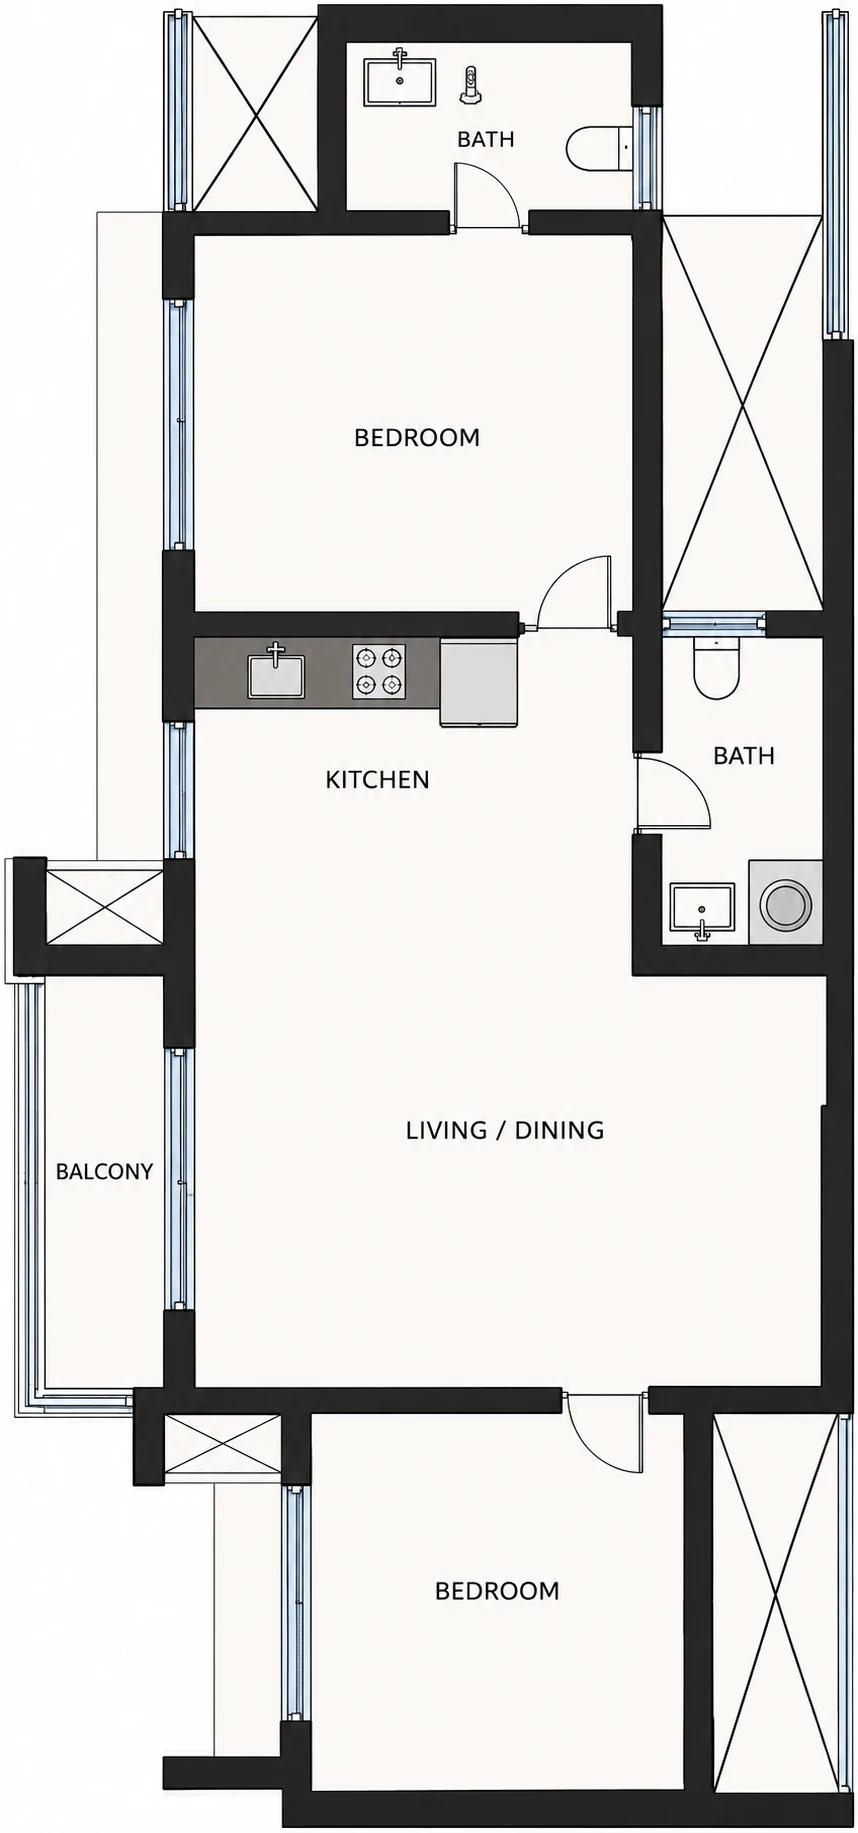 BATH
BEDROOM
BATH
KITCHEN
LIVING / DINING
BALCONY
BEDROOM